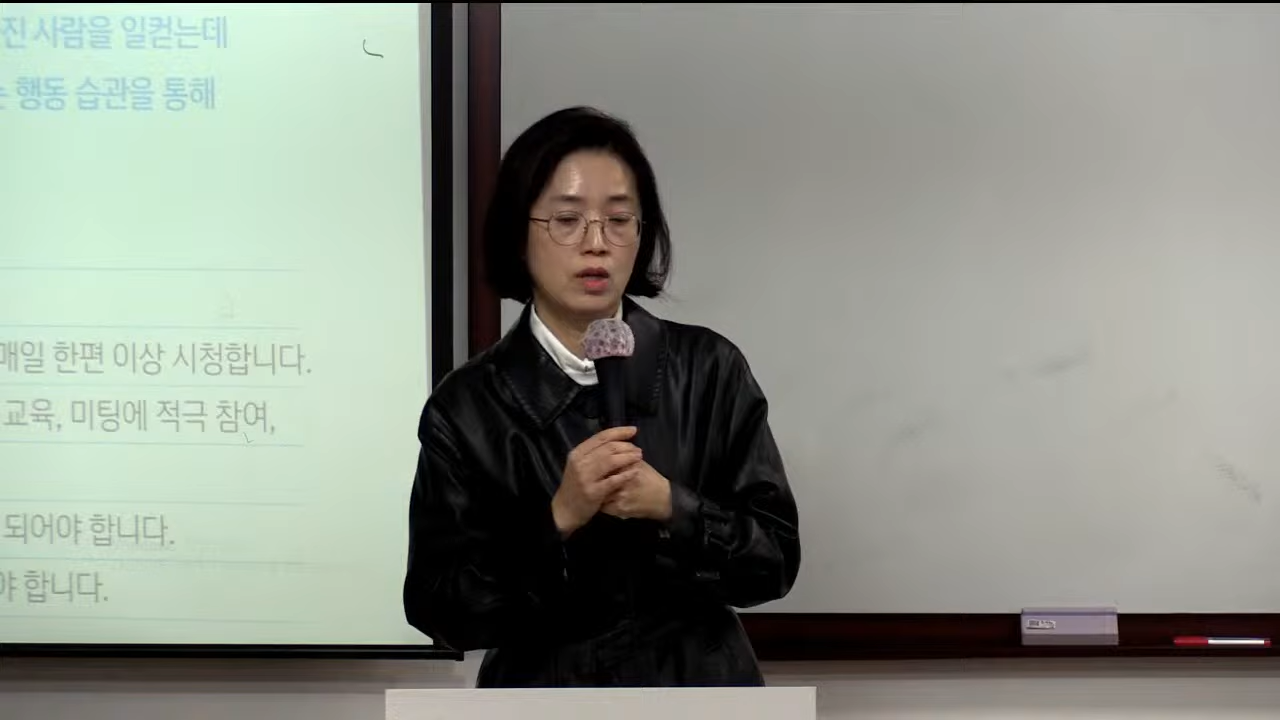 진 사람을 일컫는데
는 행동 습관을 통해
매일 한편 이상 시청합니다.
교육, 미팅에 적극 참여,
되어야 합니다.
야 합니다.